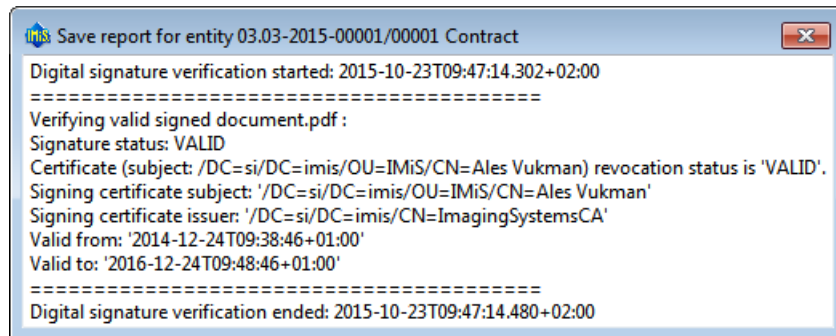 IMiS
Save report for entity 03.03-2015-00001/00001 Contract
Digital signature verification started: 2015-10-23T09:47:14.302+02:00
========================================
Verifying valid signed document.pdf :
Signature status: VALID
Certificate (subject: /DC=si/DC=imis/OU=IMiS/CN=Ales Vukman) revocation status is 'VALID'.
Signing certificate subject: '/DC=si/DC=imis/OU=IMiS/CN=Ales Vukman'
Signing certificate issuer: '/DC=si/DC=imis/CN=ImagingSystemsCA'
Valid from: '2014-12-24T09:38:46+01:00'
Valid to: '2016-12-24T09:48:46+01:00'
========================================
Digital signature verification ended: 2015-10-23T09:47:14.480+02:00